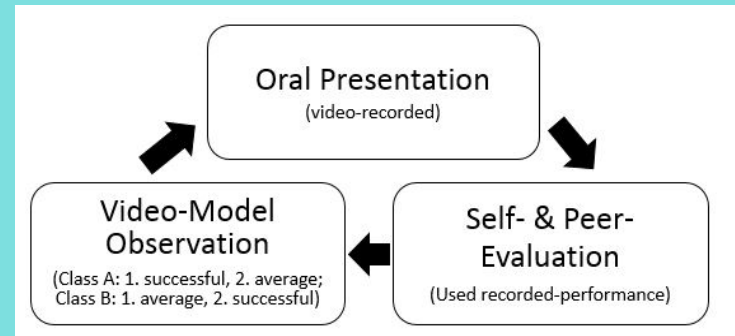 Oral Presentation
(video-recorded)
Self- & Peer-
Evaluation
(Used recorded-performance)
Video-Model
Observation
(Class A: 1. successful, 2. average;
Class B: 1. average, 2. successful)